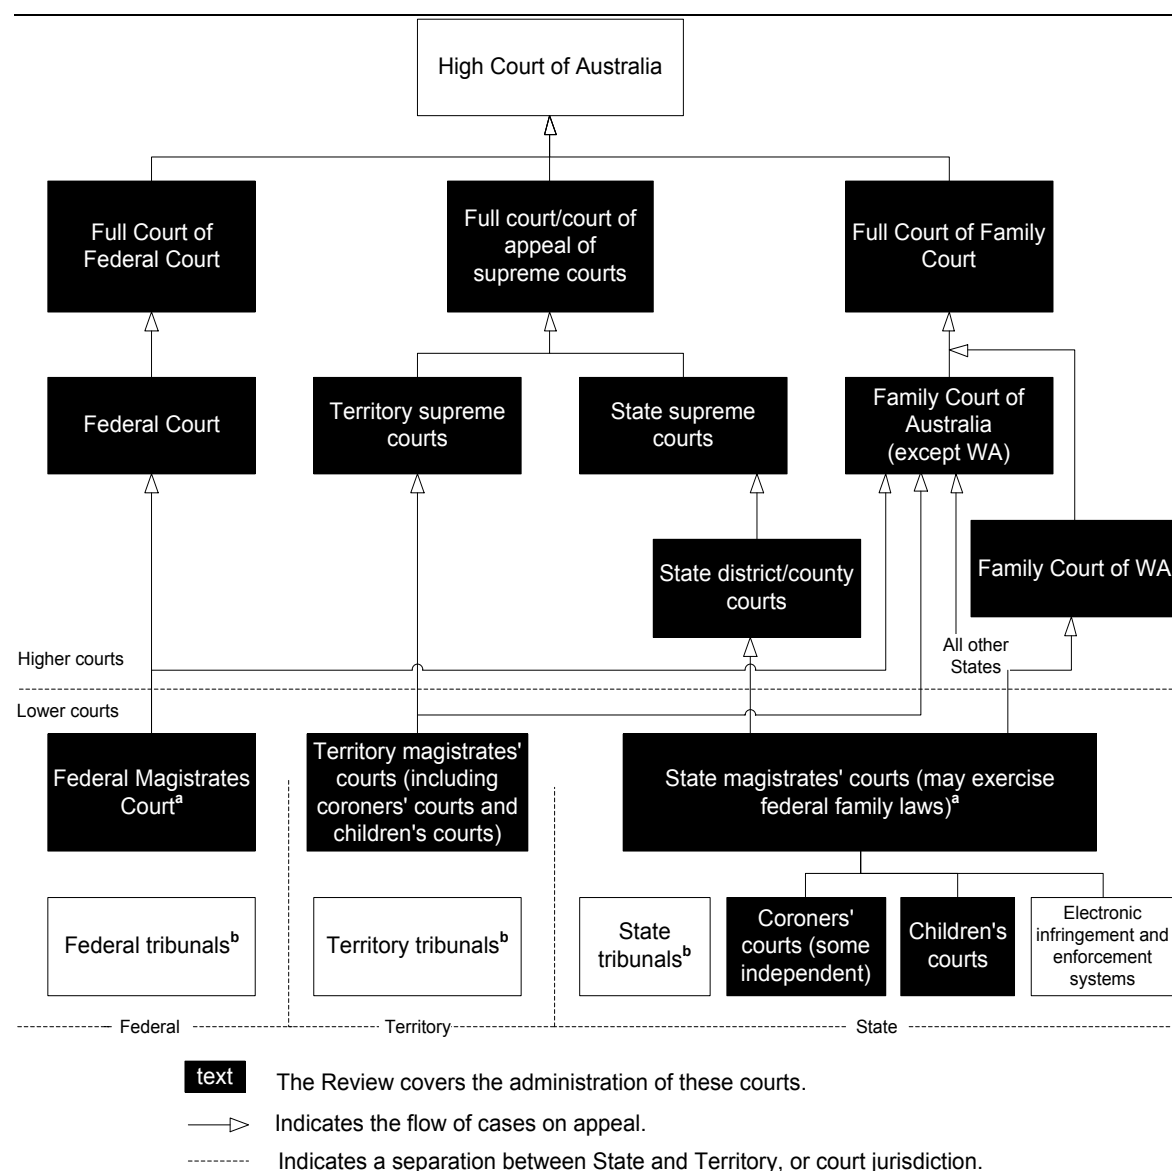 High Court of Australia
Full Court of
Federal Court
Full court/court of
appeal of
supreme courts
Full Court of Family
Court
Federal Court
Territory supreme
courts
State supreme
courts
Family Court of
Australia
(except WA)
State district/county
courts
Family Court of WA
All other
States
Higher courts
Lower courts
Federal Magistrates
Court^a
Territory magistrates'
courts (including
coroners' courts and
children's courts)
State magistrates' courts (may exercise
federal family laws)^a
Federal tribunals^b
Territory tribunals^b
State
tribunals^b
Coroners'
courts (some
independent)
Children's
courts
Electronic
infringement and
enforcement
systems
Federal
Territory
State
text
The Review covers the administration of these courts.
Indicates the flow of cases on appeal.
Indicates a separation between State and Territory, or court jurisdiction.